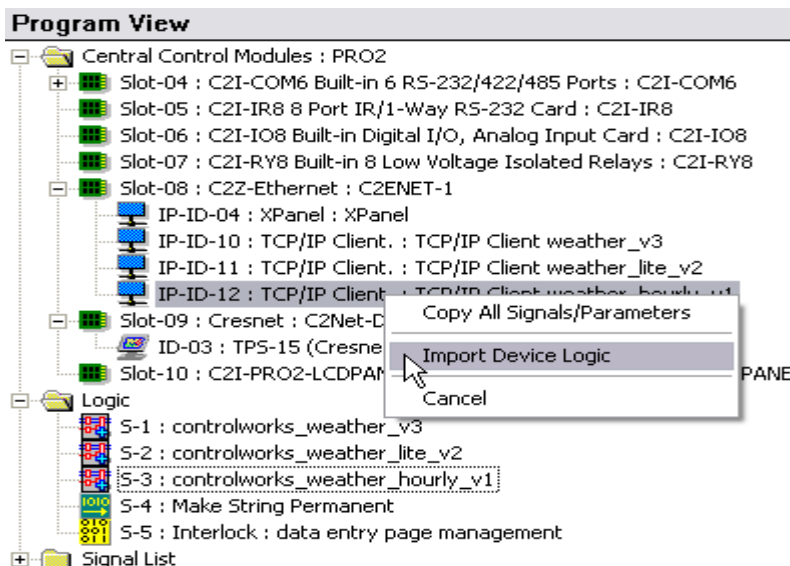 Program View
Central Control Modules : PRO2
Slot-04 : C2I-COM6 Built-in 6 RS-232/422/485 Ports : C2I-COM6
Slot-05 : C2I-IR8 8 Port IR/1-Way RS-232 Card : C2I-IR8
Slot-06 : C2I-IO8 Built-in Digital I/O, Analog Input Card : C2I-IO8
Slot-07 : C2I-RY8 Built-in 8 Low Voltage Isolated Relays : C2I-RY8
Slot-08 : C2Z-Ethernet : C2ENET-1
IP-ID-04 : XPanel : XPanel
IP-ID-10 : TCP/IP Client. : TCP/IP Client weather_v3
IP-ID-11 : TCP/IP Client. : TCP/IP Client weather_lite_v2
IP-ID-12 : TCP/IP Client. : TCP/IP Client weather_hourly_v1
Copy All Signals/Parameters
Slot-09 : Cresnet : C2Net-D
ID-03 : TPS-15 (Cresne
Import Device Logic
Slot-10 : C2I-PRO2-LCDPAN PANE
Cancel
Logic
S-1 : controlworks_weather_v3
S-2 : controlworks_weather_lite_v2
S-3 : controlworks_weather_hourly_v1
S-4 : Make String Permanent
S-5 : Interlock : data entry page management
Signal List